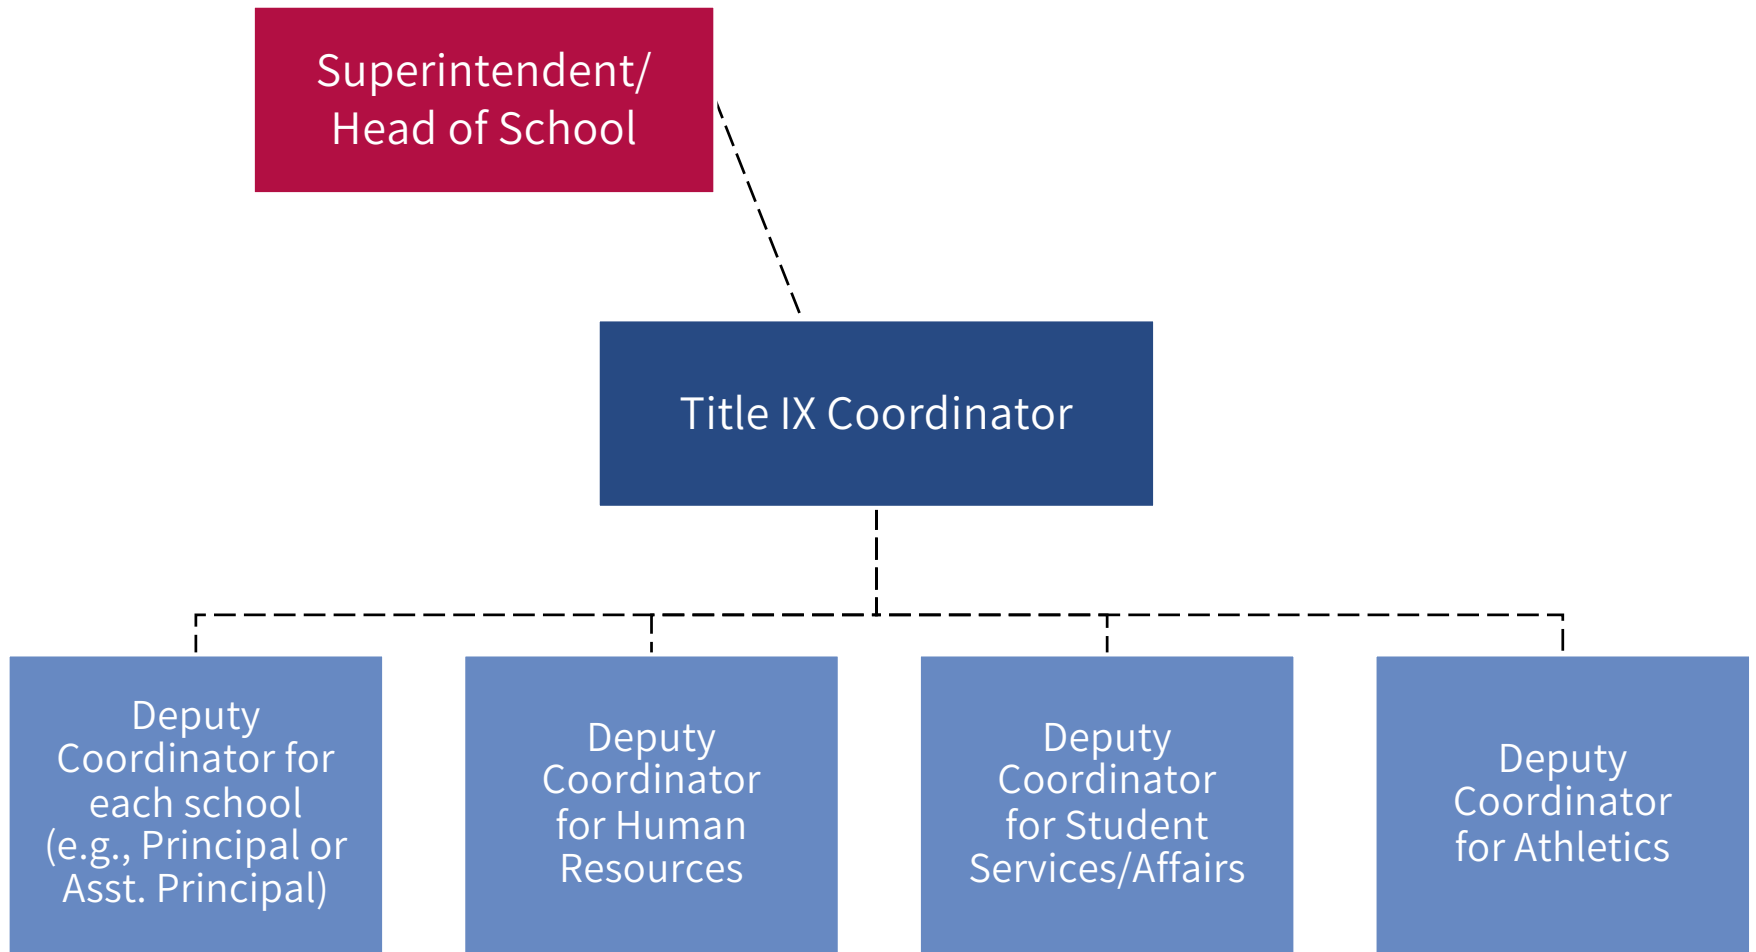 Superintendent/
Head of School
Title IX Coordinator
Deputy
Coordinator for
each school
(e.g., Principal or
Asst. Principal)
Deputy
Coordinator
for Human
Resources
Deputy
Coordinator
for Student
Services/Affairs
Deputy
Coordinator
for Athletics